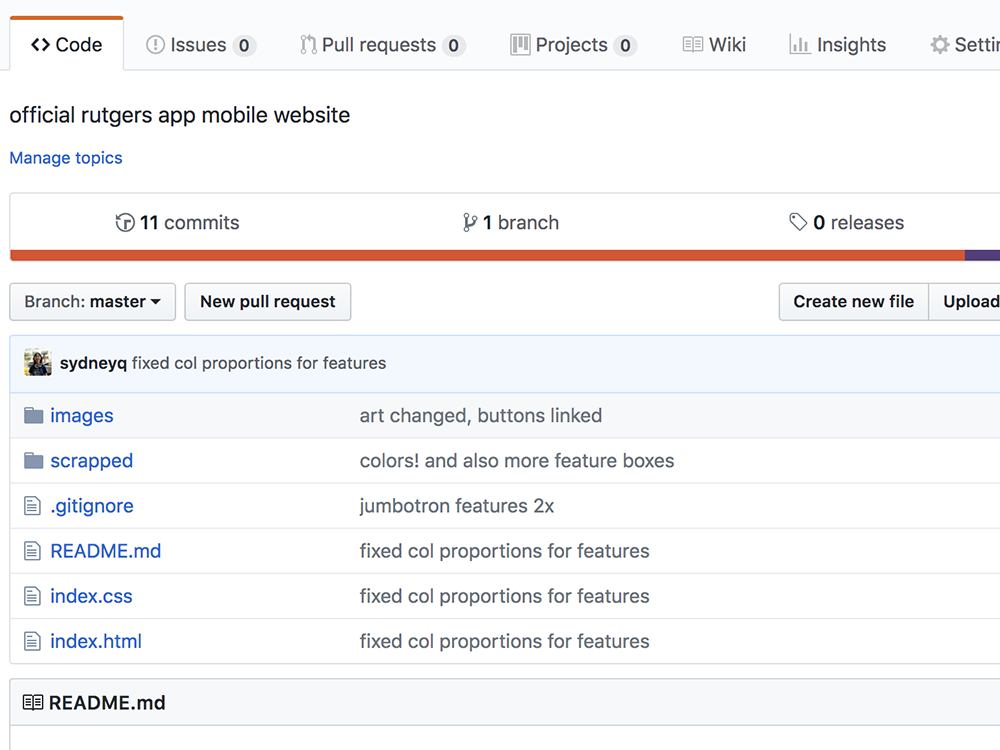 Code Issues 0 Pull requests 0 Projects 0 Wiki Insights
official rutgers app mobile website
Manage topics
11 commits 1 branch 0 releases
Branch: master New pull request Create new file Upload
sydneyq fixed col proportions for features
images art changed, buttons linked
scrapped colors! and also more feature boxes
.gitignore jumbotron features 2x
README.md fixed col proportions for features
index.css fixed col proportions for features
index.html fixed col proportions for features
README.md